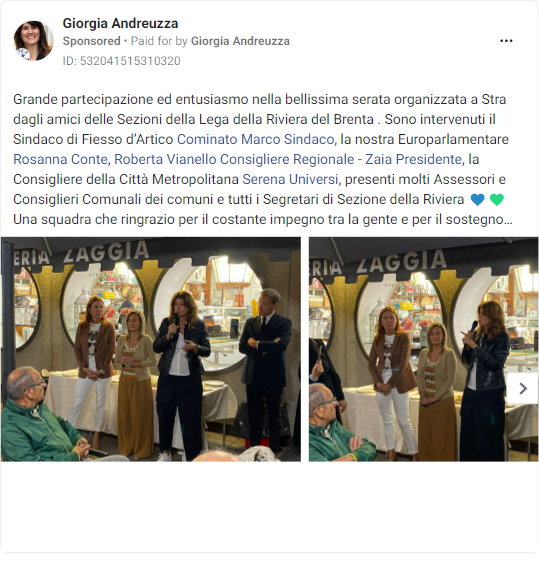 Giorgia Andreuzza
Sponsored • Paid for by Giorgia Andreuzza
ID: 532041515310320
Grande partecipazione ed entusiasmo nella bellissima serata organizzata a Stra
dagli amici delle Sezioni della Lega della Riviera del Brenta . Sono intervenuti il
Sindaco di Fiesso d'Artico Cominato Marco Sindaco, la nostra Europarlamentare
Rosanna Conte, Roberta Vianello Consigliere Regionale - Zaia Presidente, la
Consigliere della Città Metropolitana Serena Universi, presenti molti Assessori e
Consiglieri Comunali dei comuni e tutti i Segretari di Sezione della Riviera 💙 💚
Una squadra che ringrazio per il costante impegno tra la gente e per il sostegno...
ERIA ZAGGIA
RIA ZAGGIA